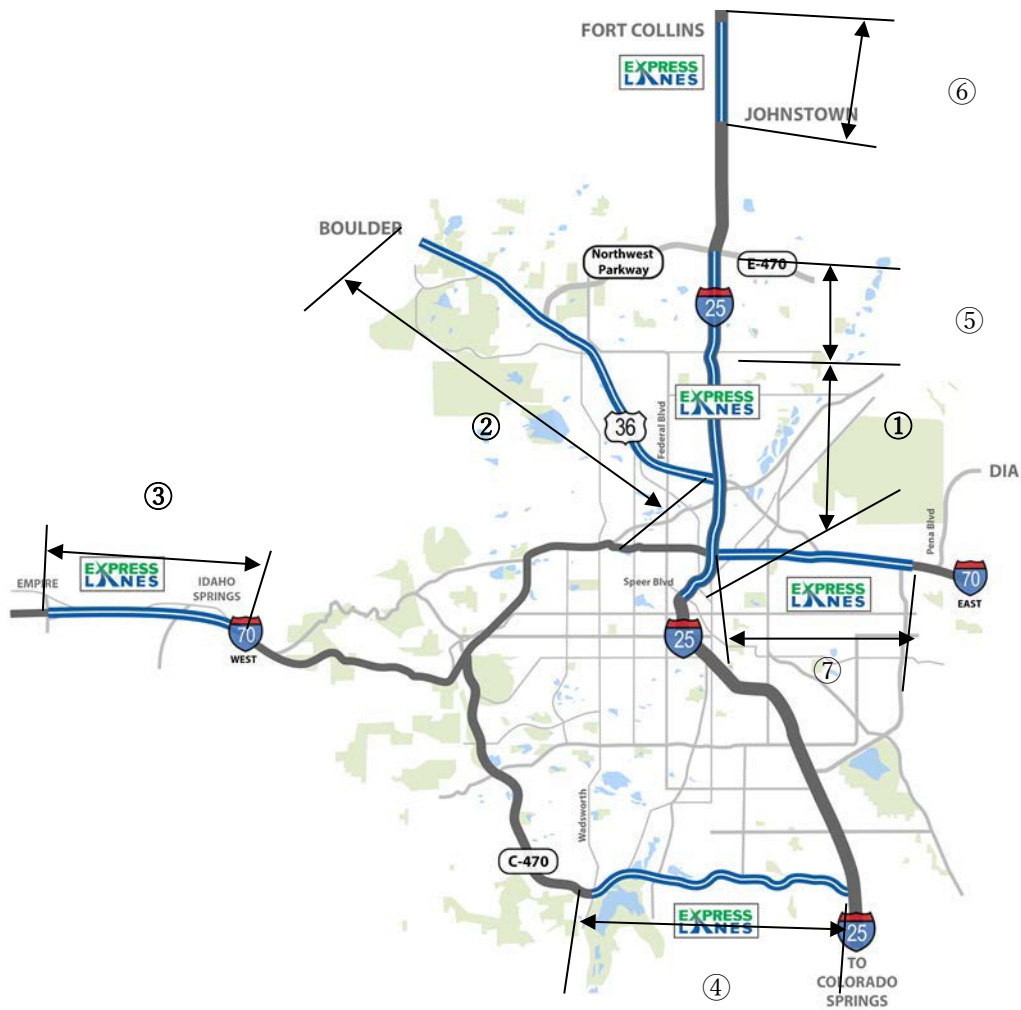 FORT COLLINS
EXPRESS
LANES
⑥
JOHNSTOWN
BOULDER
Northwest
Parkway
E-470
25
⑤
EXPRESS
LANES
Federal Blvd
①
②
36
DIA
③
Pena Blvd
EXPRESS
LANES
EMPIRE
IDAHO
SPRINGS
Speer Blvd
70
EAST
EXPRESS
LANES
70
WEST
25
⑦
Wadsworth
C-470
EXPRESS
LANES
25
TO
COLORADO
SPRINGS
④